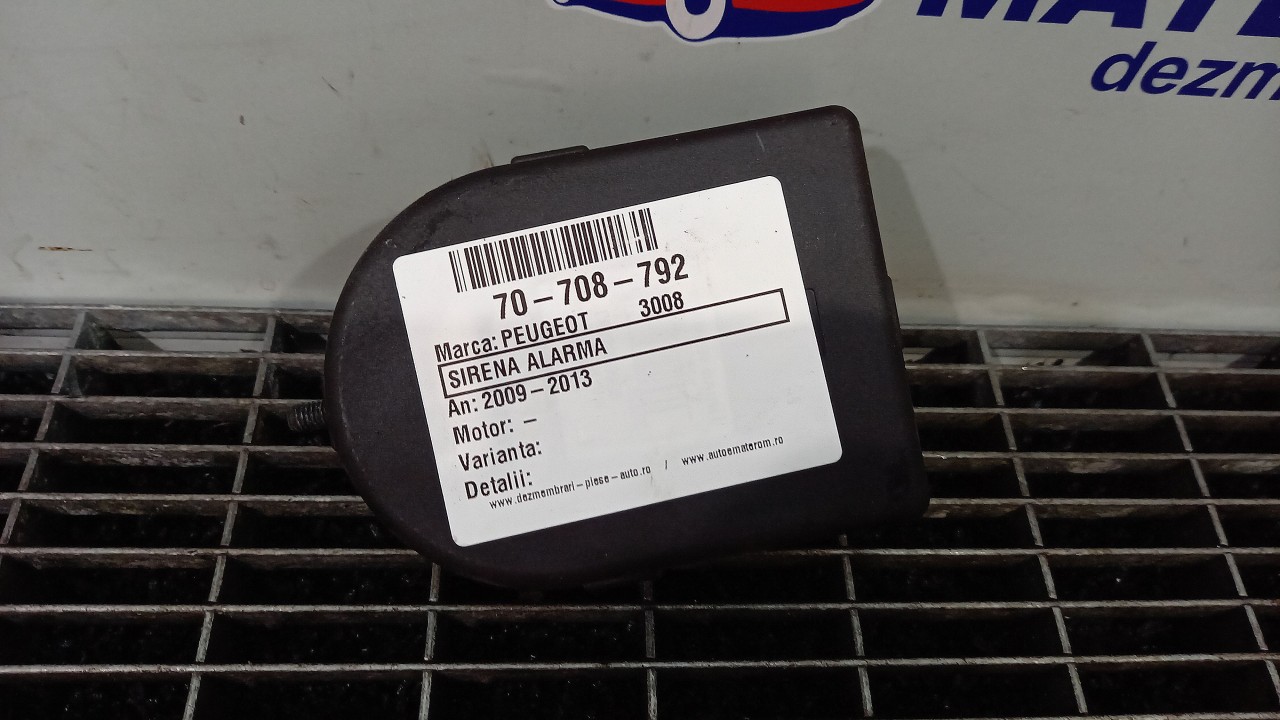 dezm
70-708-792
Marca: PEUGEOT 3008
SIRENA ALARMA
An: 2009-2013
Motor: -
Varianta:
Detalii:
www.dezmembrari-piese-auto.ro / www.autoematerom.ro